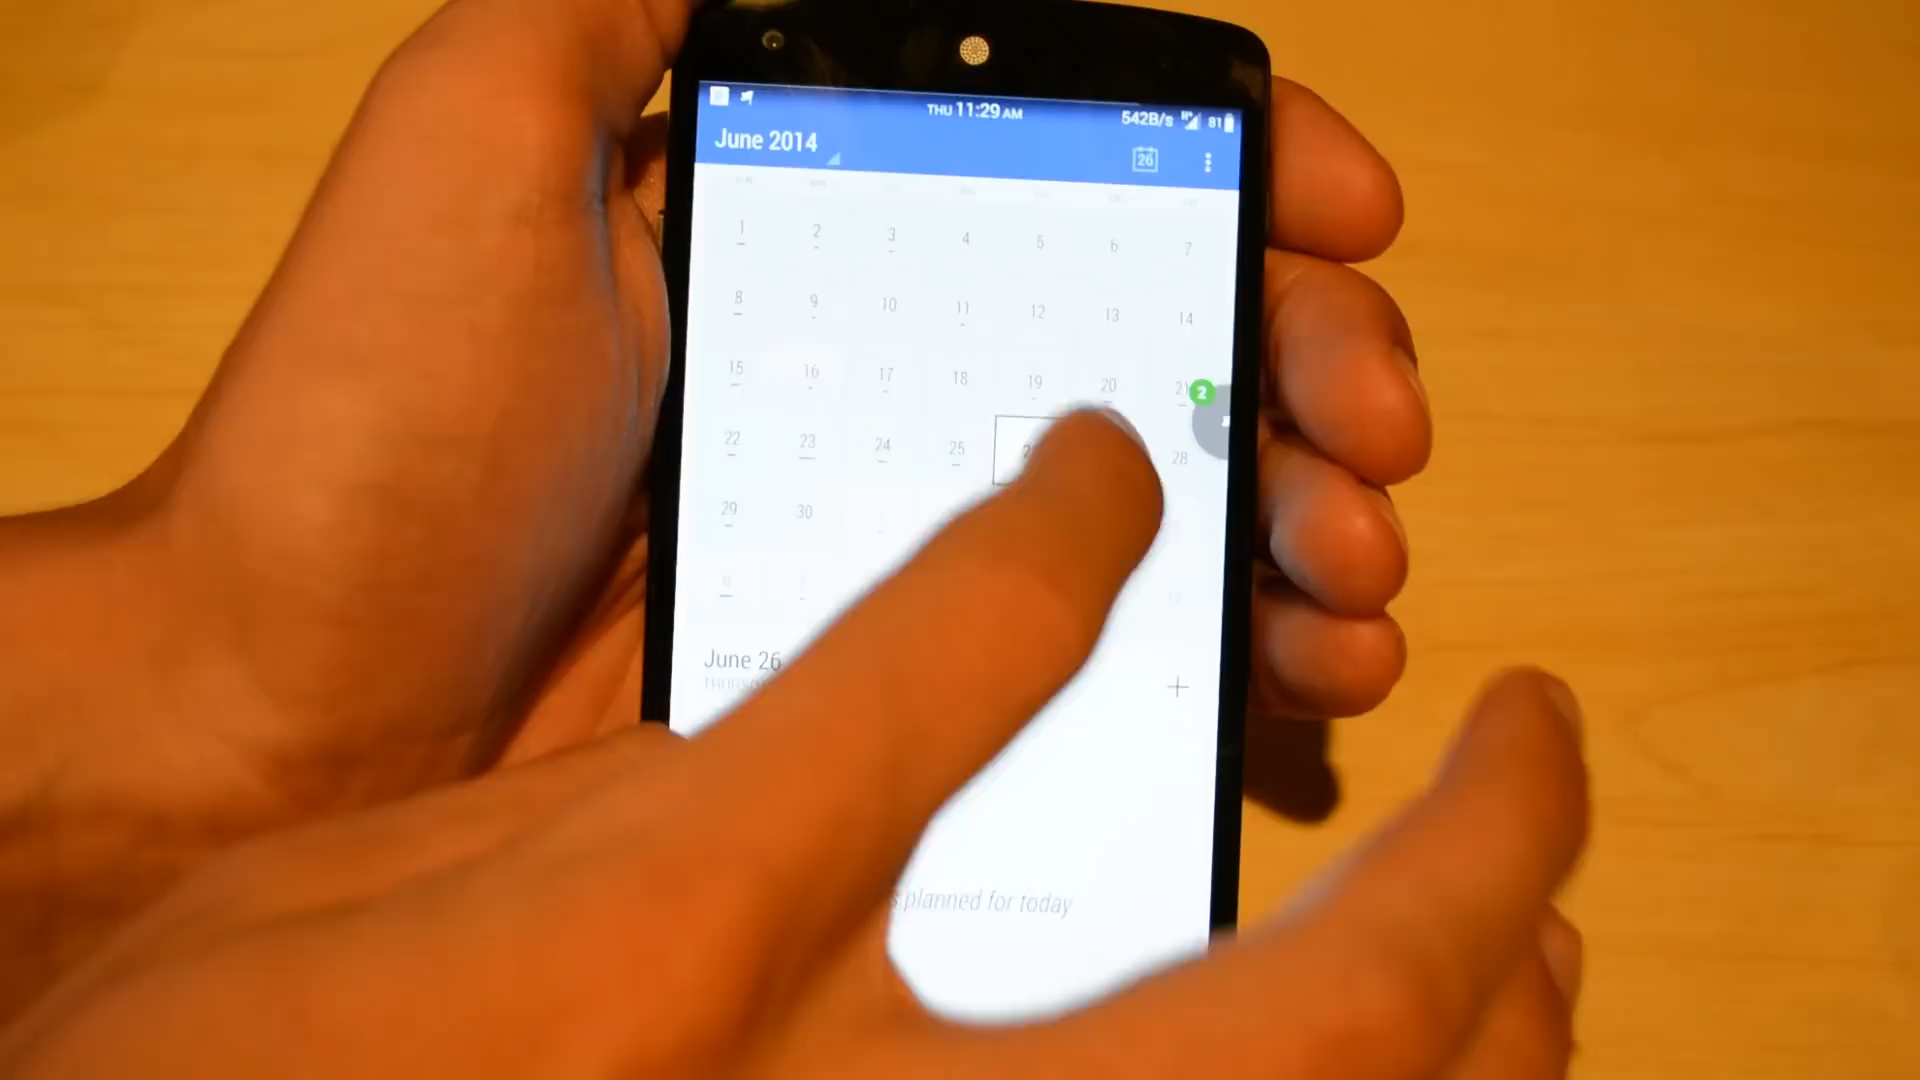 THU 11:29 AM
542B/s H 81
June 2014
26
1 2 3 4 5 6 7
8 9 10 11 12 13 14
15 16 17 18 19 20 21
2
22 23 24 25 28
29 30
June 26
planned for today